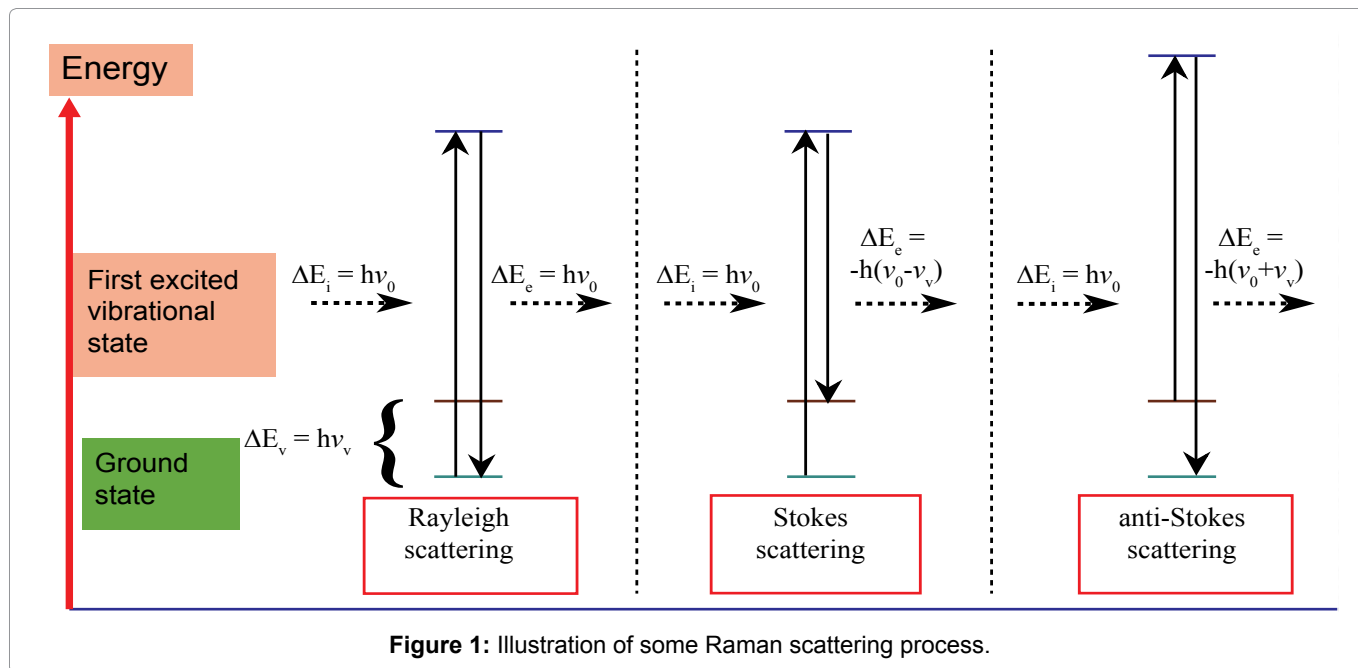 Energy
First excited
vibrational
state
Ground
state
ΔEᵢ = hν₀
ΔEₑ = hν₀
ΔEᵥ = hνᵥ
Rayleigh
scattering
ΔEᵢ = hν₀
ΔEₑ =
-h(ν₀-νᵥ)
Stokes
scattering
ΔEᵢ = hν₀
ΔEₑ =
-h(ν₀+νᵥ)
anti-Stokes
scattering
Figure 1: Illustration of some Raman scattering process.